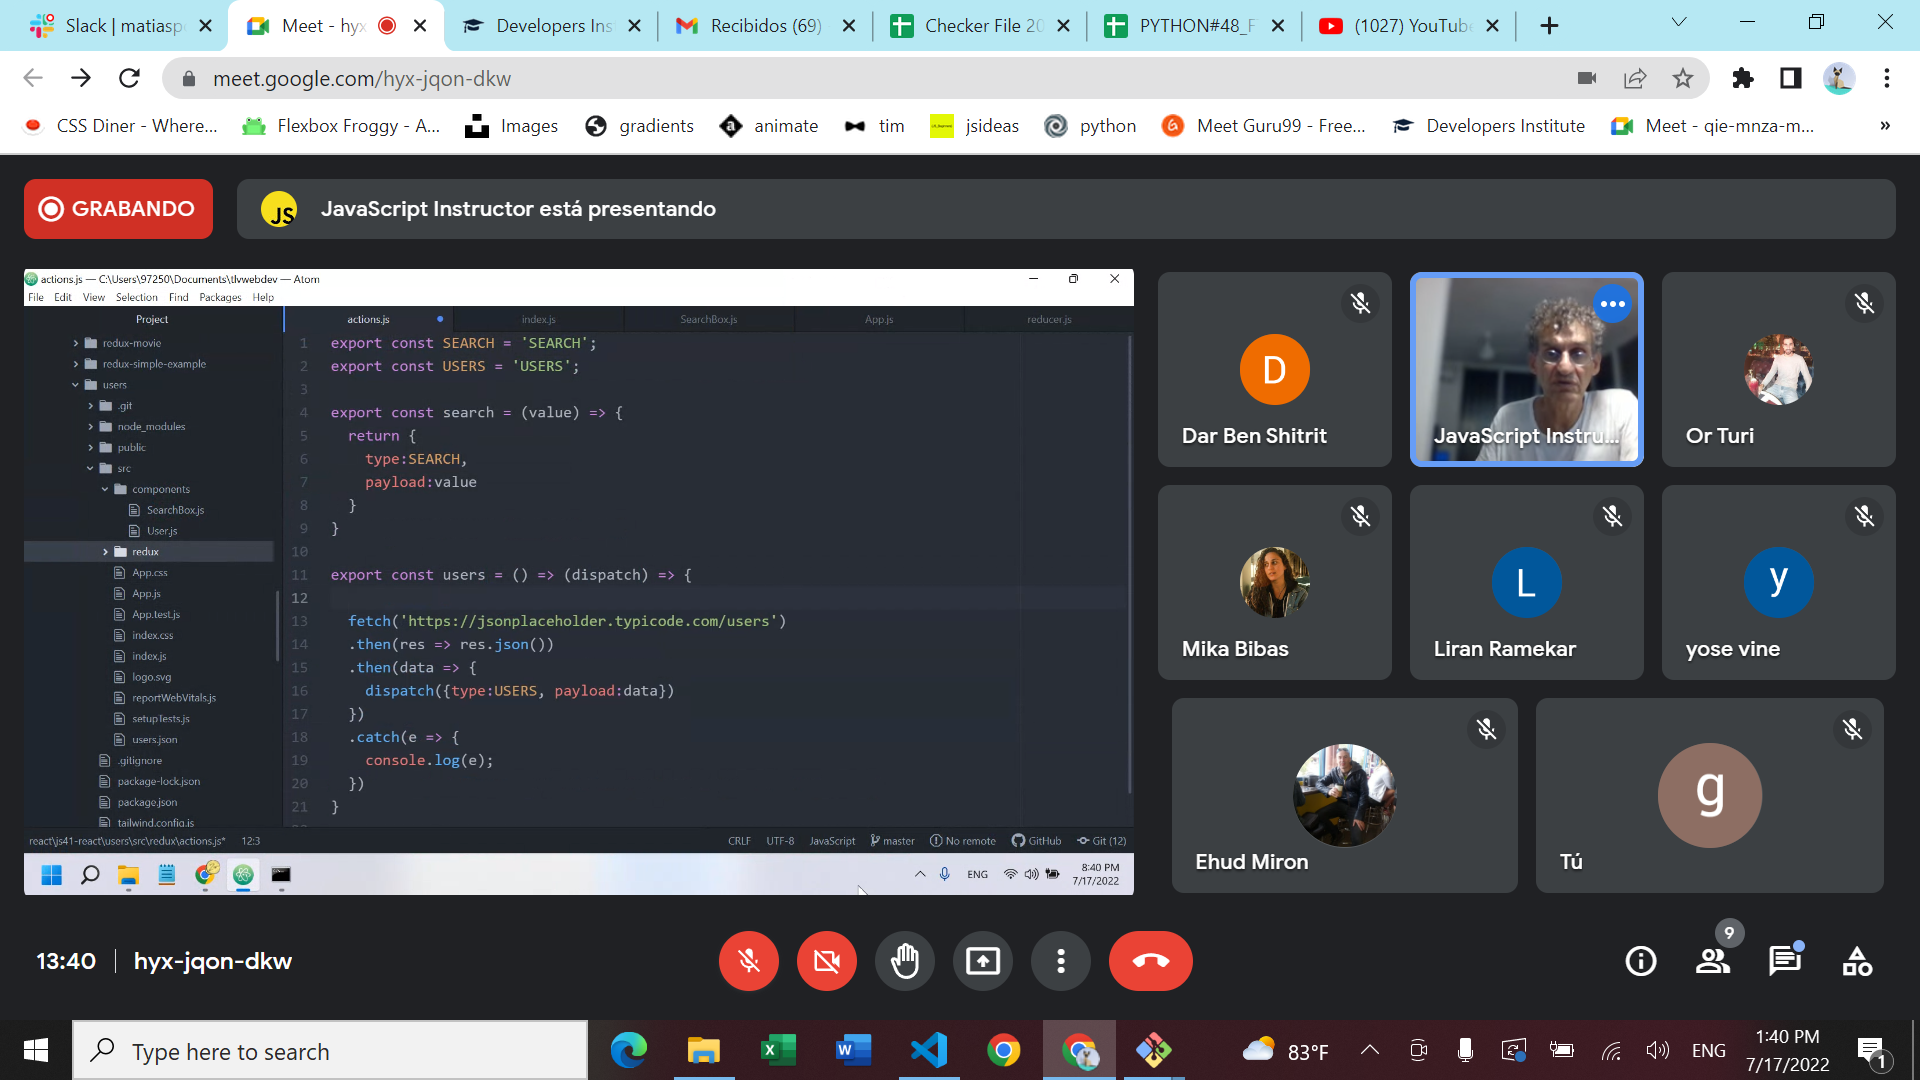 Slack | matiasp
Meet - hyx
Developers Ins
Recibidos (69)
Checker File 20
PYTHON#48_F
(1027) YouTube
meet.google.com/hyx-jqon-dkw
CSS Diner - Where...
Flexbox Froggy - A...
Images
gradients
animate
tim
jsideas
python
Meet Guru99 - Free...
Developers Institute
Meet - qie-mnza-m...
»
GRABANDO
JS
JavaScript Instructor está presentando
actions.js — C:\Users\97250\Documents\tlvwebdev — Atom
File Edit View Selection Find Packages Help
Project
actions.js
index.js
SearchBox.js
App.js
reducer.js
redux-movie
redux-simple-example
users
.git
node_modules
public
src
components
SearchBox.js
User.js
redux
App.css
App.js
App.test.js
index.css
index.js
logo.svg
reportWebVitals.js
setupTests.js
users.json
.gitignore
package-lock.json
package.json
tailwind.config.js
1 export const SEARCH = 'SEARCH';
2 export const USERS = 'USERS';
3
4 export const search = (value) => {
5 return {
6 type:SEARCH,
7 payload:value
8 }
9 }
10
11 export const users = () => (dispatch) => {
12
13 fetch('https://jsonplaceholder.typicode.com/users')
14 .then(res => res.json())
15 .then(data => {
16 dispatch({type:USERS, payload:data})
17 })
18 .catch(e => {
19 console.log(e);
20 })
21 }
react\js41-react\users\src\redux\actions.js* 12:3
CRLF UTF-8 JavaScript master No remote GitHub Git (12)
ENG
8:40 PM
7/17/2022
D
Dar Ben Shitrit
JavaScript Instru...
Or Turi
Mika Bibas
L
Liran Ramekar
y
yose vine
Ehud Miron
g
Tú
13:40 | hyx-jqon-dkw
9
Type here to search
83°F
ENG
1:40 PM
7/17/2022
1